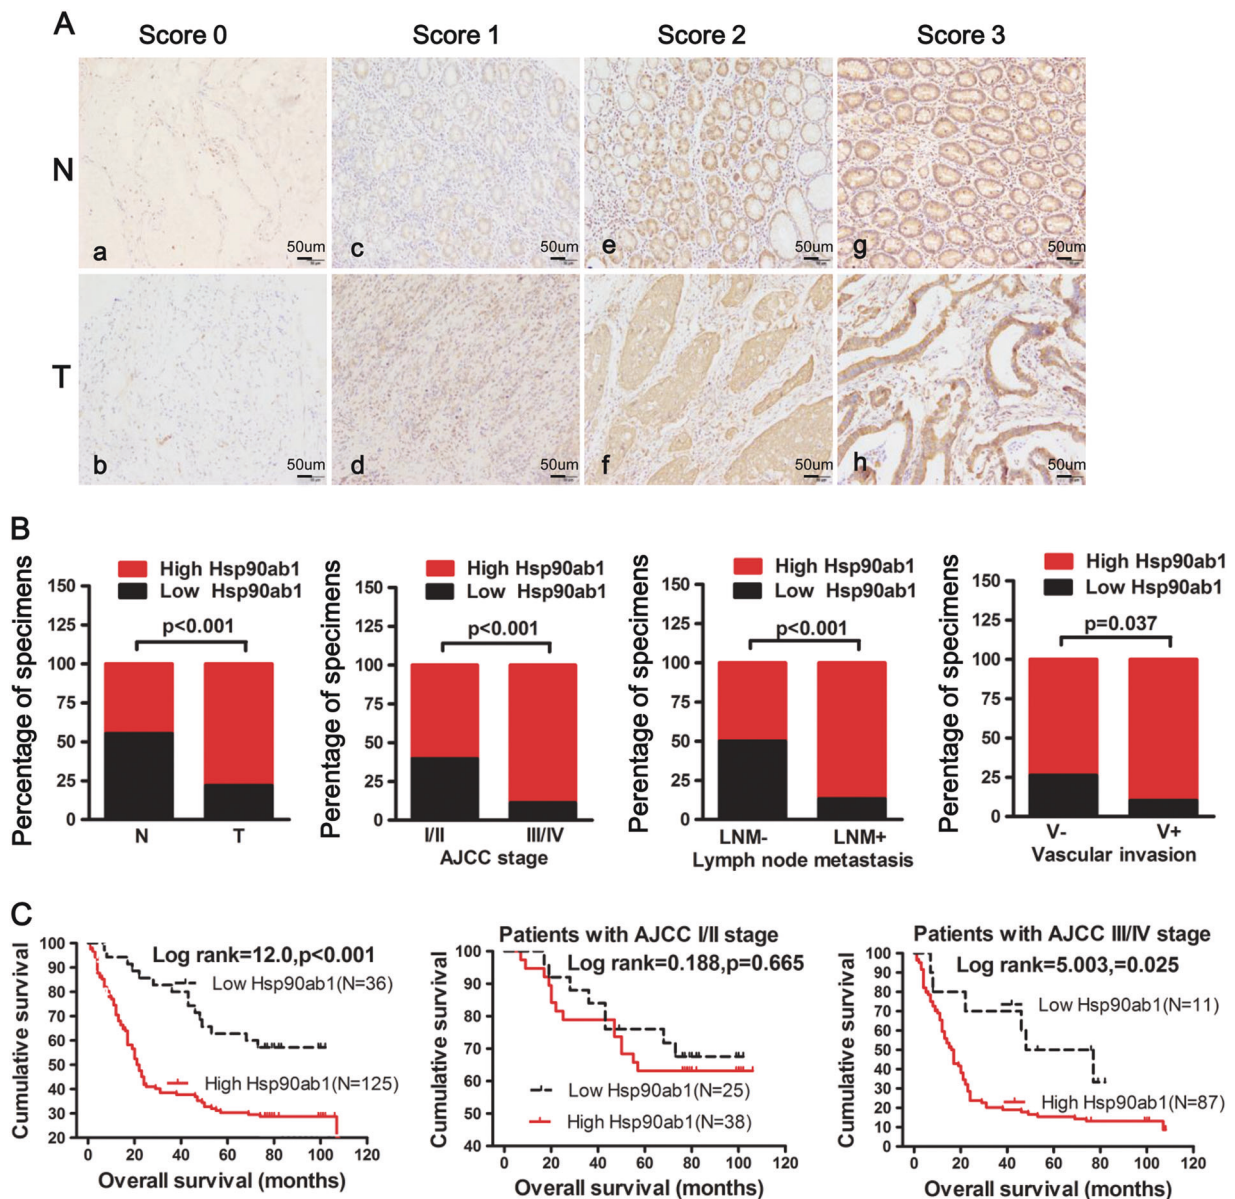 A
Score 0 Score 1 Score 2 Score 3
N
a 50um c 50um e 50um g 50um
T
b 50um d 50um f 50um h 50um
B
High Hsp90ab1
Low Hsp90ab1
Percentage of specimens
150
125
100
75
50
25
0
p<0.001
N T
High Hsp90ab1
Low Hsp90ab1
Perentage of specimens
150
125
100
75
50
25
0
p<0.001
I/II III/IV
AJCC stage
High Hsp90ab1
Low Hsp90ab1
Perentage of specimens
150
125
100
75
50
25
0
p<0.001
LNM- LNM+
Lymph node metastasis
High Hsp90ab1
Low Hsp90ab1
Perentage of specimens
150
125
100
75
50
25
0
p=0.037
V- V+
Vascular invasion
C
Cumulative survival
100
90
80
70
60
50
40
30
20
Log rank=12.0,p<0.001
Low Hsp90ab1(N=36)
High Hsp90ab1(N=125)
0 20 40 60 80 100 120
Overall survival (months)
Patients with AJCC I/II stage
Cumulative survival
100
90
80
70
60
50
40
Log rank=0.188,p=0.665
Low Hsp90ab1(N=25)
High Hsp90ab1(N=38)
0 20 40 60 80 100 120
Overall survival (months)
Patients with AJCC III/IV stage
Cumulative survival
100
90
80
70
60
50
40
30
20
10
0
Log rank=5.003,=0.025
Low Hsp90ab1(N=11)
High Hsp90ab1(N=87)
0 20 40 60 80 100 120
Overall survival (months)